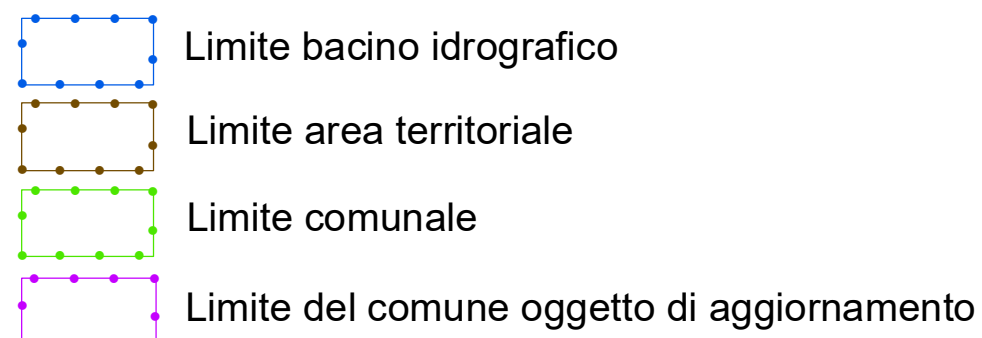 Limite bacino idrografico
Limite area territoriale
Limite comunale
Limite del comune oggetto di aggiornamento